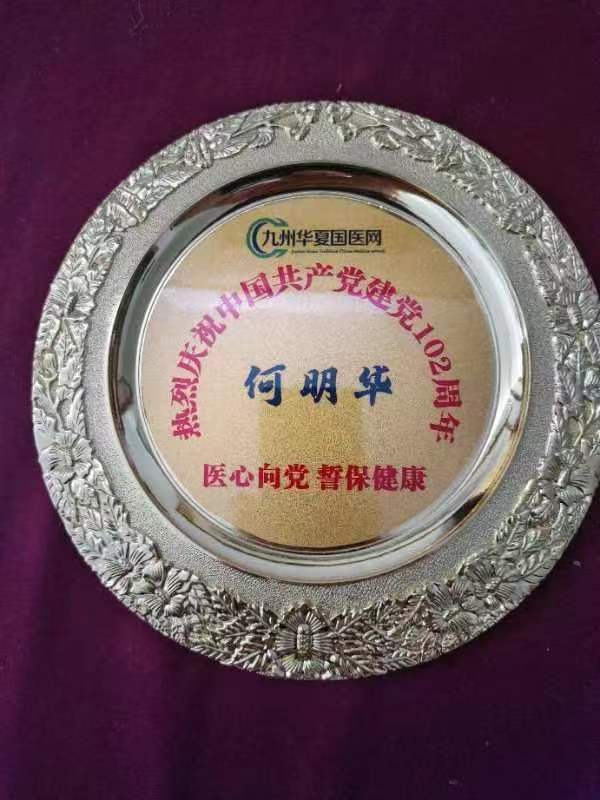 九州华夏国医网
热烈庆祝中国共产党建党102周年
何明华
医心向党 誓保健康